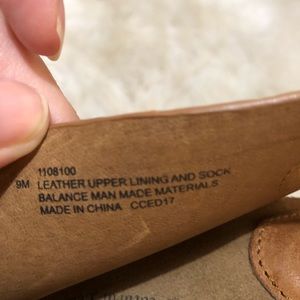 1108100
9M LEATHER UPPER LINING AND SOCK
BALANCE MAN MADE MATERIALS
MADE IN CHINA CCED17